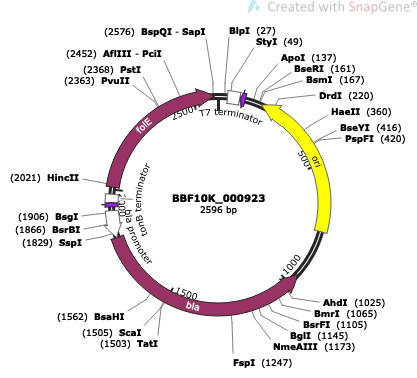 Created with SnapGene®
(2576) BspQI - SapI
BlpI (27)
StyI (49)
(2452) AflIII - PciI
(2368) PstI
(2363) PvuII
ApoI (137)
BseRI (161)
BsmI (167)
DrdI (220)
HaeII (360)
BseYI (416)
PspFI (420)
(2021) HincII
(1906) BsgI
(1866) BsrBI
(1829) SspI
(1562) BsaHI
(1505) ScaI
(1503) TatI
FspI (1247)
NmeAIII (1173)
BglI (1145)
BsrFI (1105)
BmrI (1065)
AhdI (1025)
T7 terminator
folE
ori
bla
bla promoter
tonB terminator
500
1000
1500
2000
2500
BBF10K_000923
2596 bp